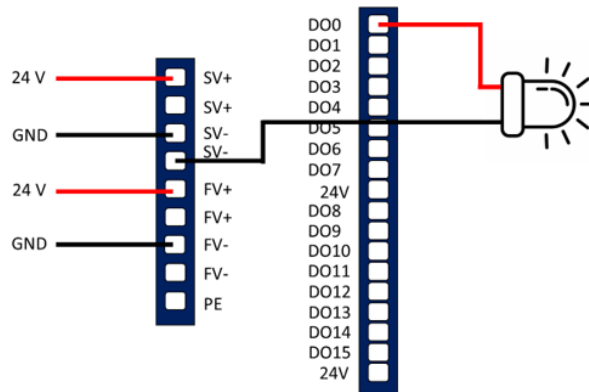 24 V
GND
24 V
GND
SV+
SV+
SV-
SV-
FV+
FV+
FV-
FV-
PE
DO0
DO1
DO2
DO3
DO4
DO5
DO6
DO7
24V
DO8
DO9
DO10
DO11
DO12
DO13
DO14
DO15
24V